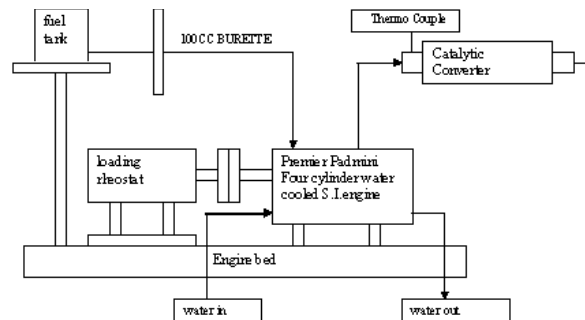 fuel
tank
Thermo Couple
100CC BURETTE
Catalytic
Converter
loading
rheostat
Premier Padmini
Four cylinder water
cooled S.I.engine
Engine bed
water in
water out